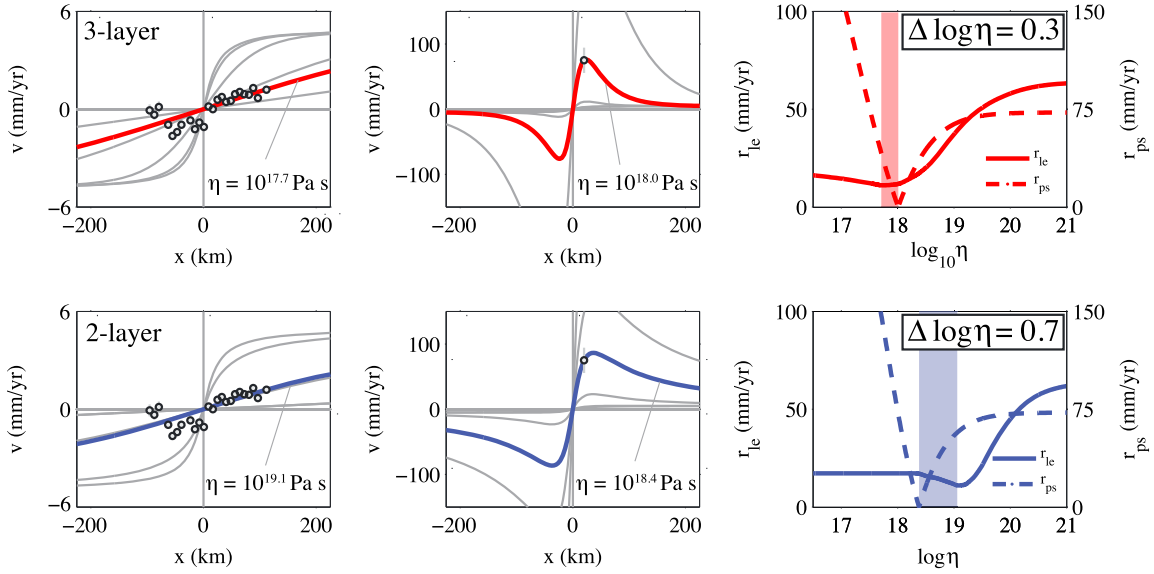 3-layer
6
0
−6
v (mm/yr)
η = 10^17.7 Pa s
−200
0
200
x (km)
100
0
−100
v (mm/yr)
η = 10^18.0 Pa s
−200
0
200
x (km)
Δ log η = 0.3
100
50
0
r_le (mm/yr)
150
75
0
r_ps (mm/yr)
r_le
r_ps
17 18 19 20 21
log_10 η
2-layer
6
0
−6
v (mm/yr)
η = 10^19.1 Pa s
−200
0
200
x (km)
100
0
−100
v (mm/yr)
η = 10^18.4 Pa s
−200
0
200
x (km)
Δ log η = 0.7
100
50
0
r_le (mm/yr)
150
75
0
r_ps (mm/yr)
r_le
r_ps
17 18 19 20 21
log η